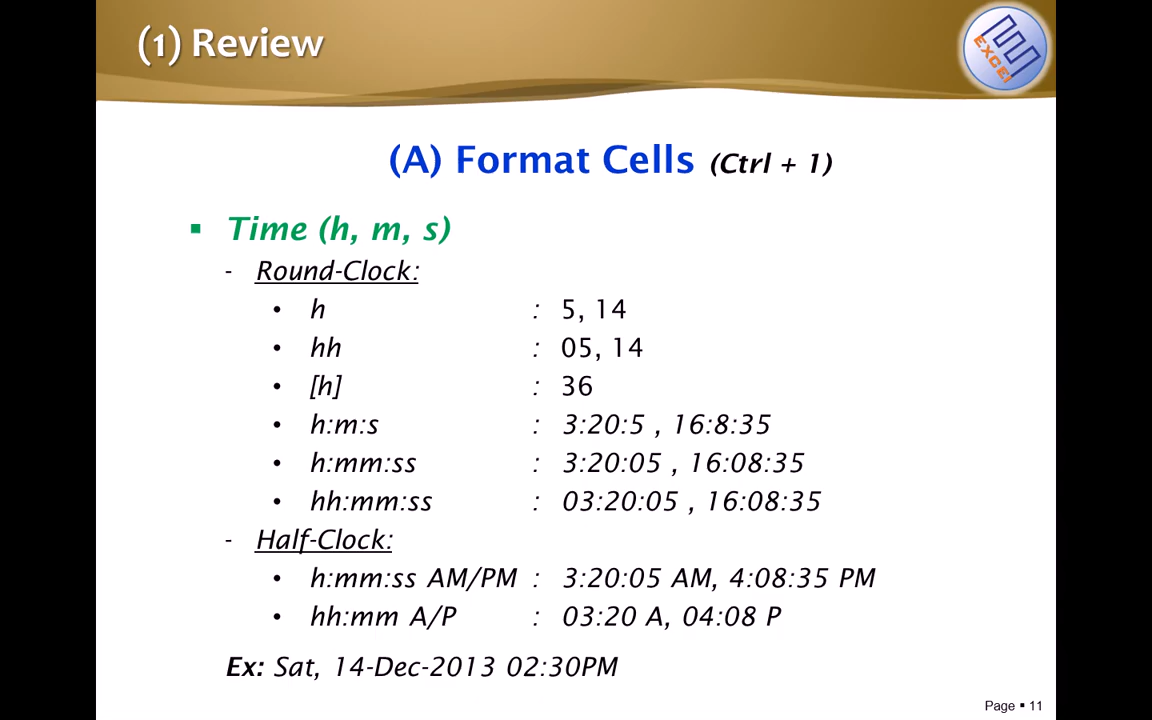 (1) Review
EXCEl
(A) Format Cells (Ctrl + 1)
▪ Time (h, m, s)
- Round-Clock:
• h : 5, 14
• hh : 05, 14
• [h] : 36
• h:m:s : 3:20:5 , 16:8:35
• h:mm:ss : 3:20:05 , 16:08:35
• hh:mm:ss : 03:20:05 , 16:08:35
- Half-Clock:
• h:mm:ss AM/PM : 3:20:05 AM, 4:08:35 PM
• hh:mm A/P : 03:20 A, 04:08 P
Ex: Sat, 14-Dec-2013 02:30PM
Page ▪ 11